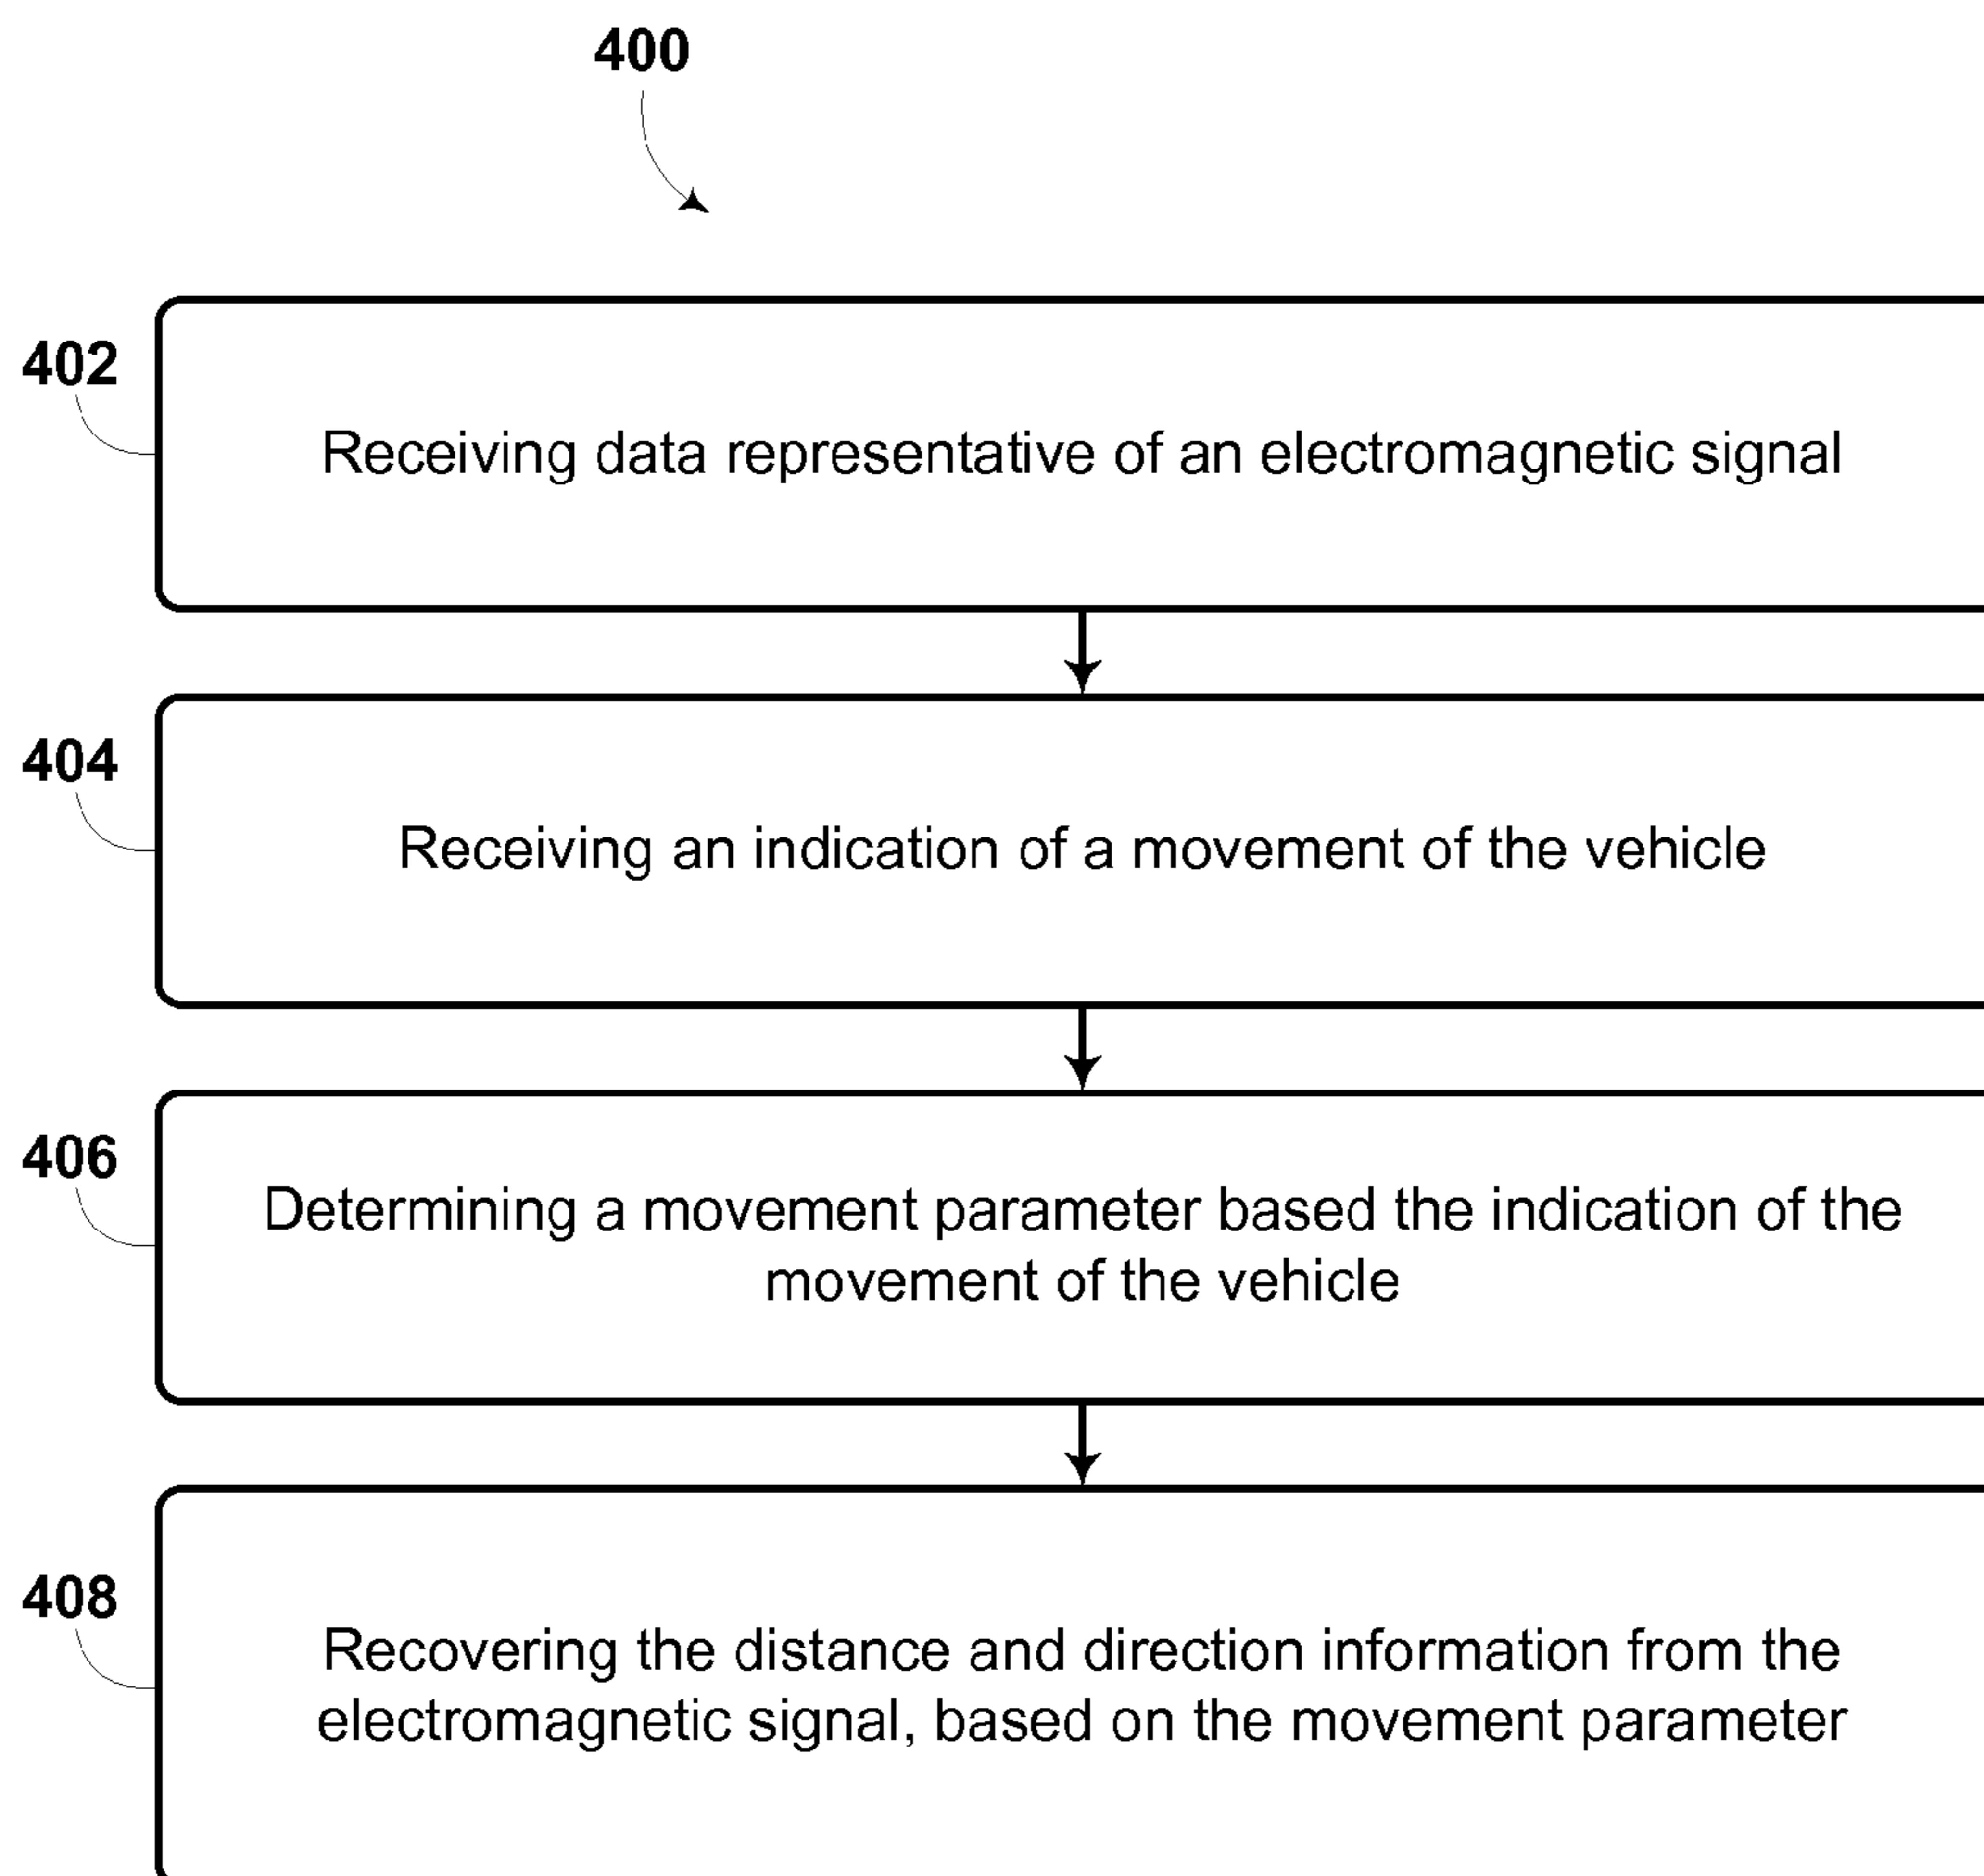 400
402
Receiving data representative of an electromagnetic signal
404
Receiving an indication of a movement of the vehicle
406
Determining a movement parameter based the indication of the
movement of the vehicle
408
Recovering the distance and direction information from the
electromagnetic signal, based on the movement parameter